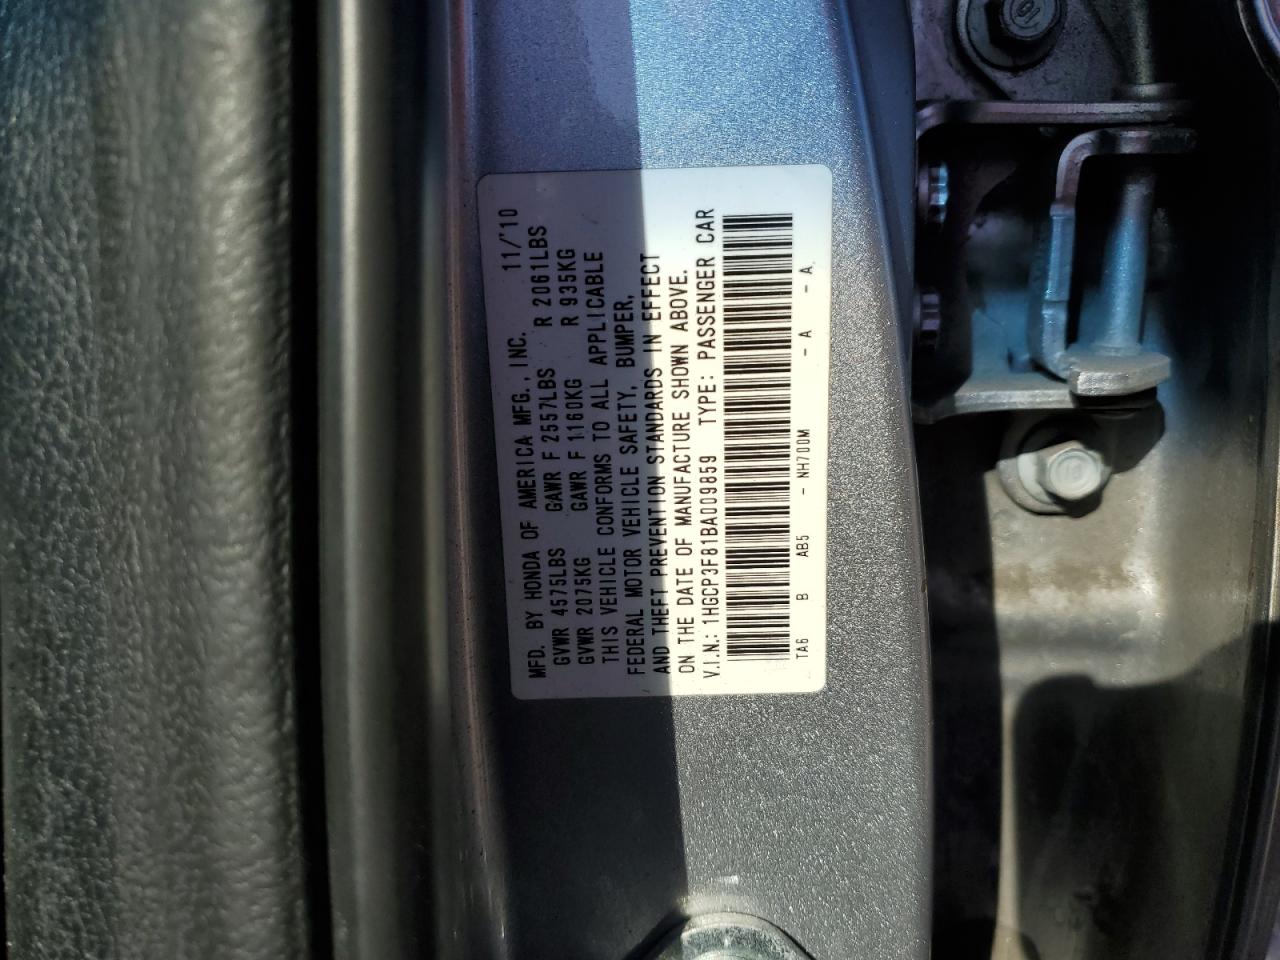 MFD. BY HONDA OF AMERICA MFG., INC. 11/'10
GVWR 4575LBS GAWR F 2557LBS R 2061LBS
GVWR 2075KG GAWR F 1160KG R 935KG
THIS VEHICLE CONFORMS TO ALL APPLICABLE
FEDERAL MOTOR VEHICLE SAFETY, BUMPER,
AND THEFT PREVENTION STANDARDS IN EFFECT
ON THE DATE OF MANUFACTURE SHOWN ABOVE.
V.I.N.: 1HGCP3F81BA009859 TYPE: PASSENGER CAR
TA6 B AB5 - NH700M - A - A